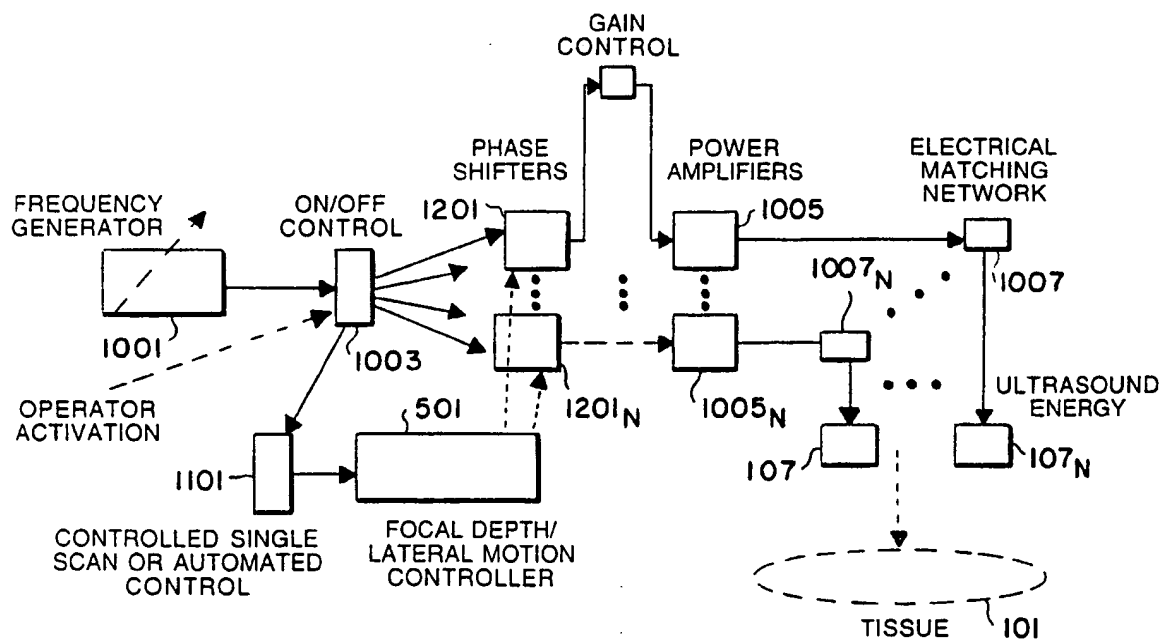 GAIN
CONTROL
PHASE
SHIFTERS
POWER
AMPLIFIERS
ELECTRICAL
MATCHING
NETWORK
FREQUENCY
GENERATOR
ON/OFF
CONTROL
1201
1005
1007
1007N
1001
1003
OPERATOR
ACTIVATION
501
1201N
1005N
ULTRASOUND
ENERGY
107
107N
1101
CONTROLLED SINGLE
SCAN OR AUTOMATED
CONTROL
FOCAL DEPTH/
LATERAL MOTION
CONTROLLER
TISSUE
101